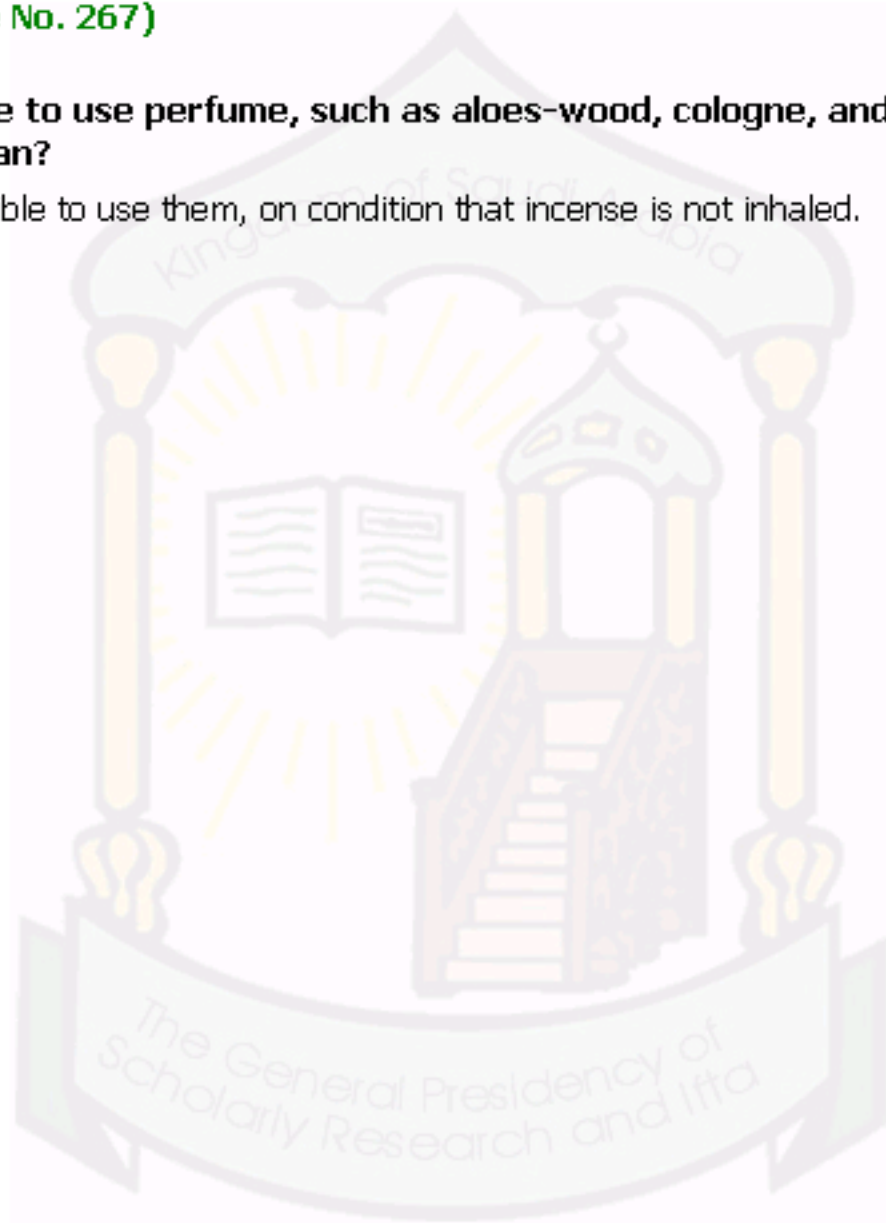 No. 267)
e to use perfume, such as aloes-wood, cologne, and
an?
ble to use them, on condition that incense is not inhaled.
Kingdom of Saudi Arabia
The General Presidency of
Scholarly Research and Ifta